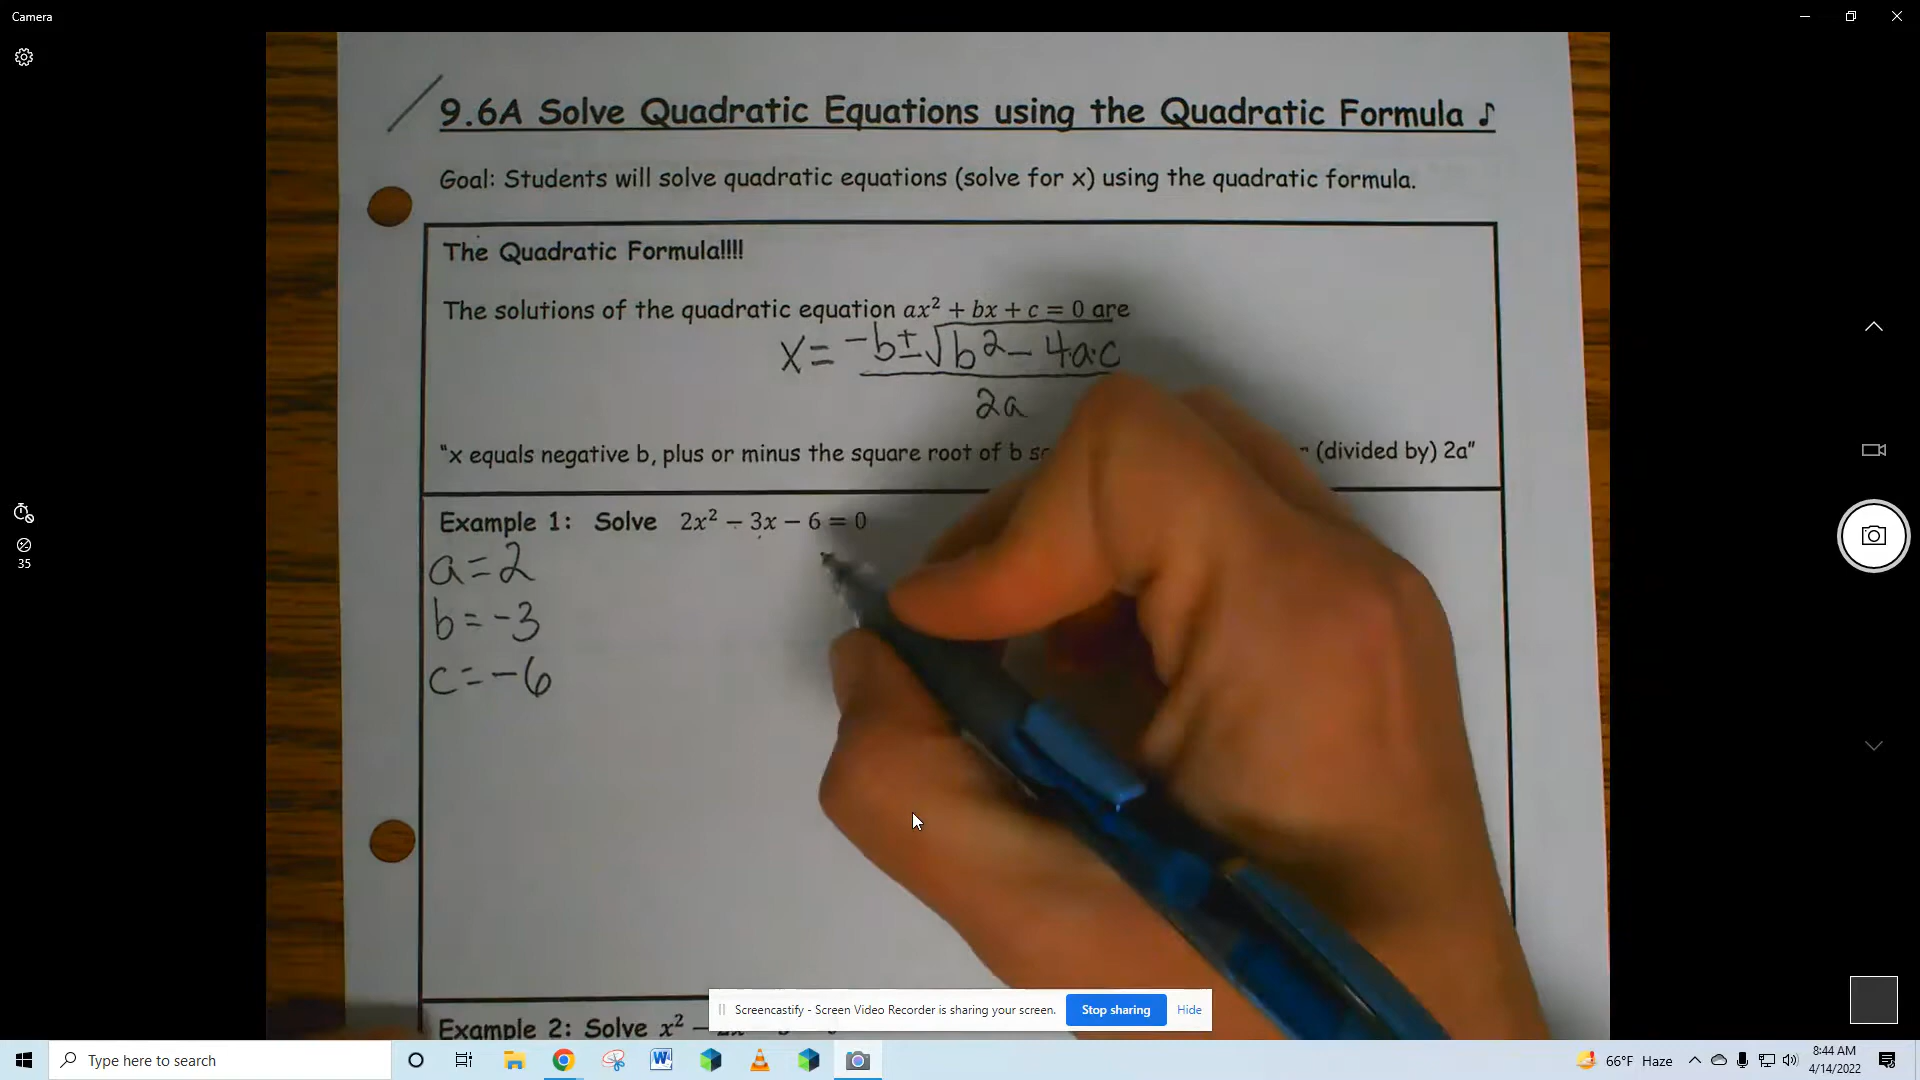 Camera
9.6A Solve Quadratic Equations using the Quadratic Formula ♪
Goal: Students will solve quadratic equations (solve for x) using the quadratic formula.
The Quadratic Formula!!!!
The solutions of the quadratic equation ax² + bx + c = 0 are
x = -b ± √b² - 4·a·c
2a
"x equals negative b, plus or minus the square root of b (divided by) 2a"
Example 1: Solve 2x² − 3x − 6 = 0
a = 2
b = -3
c = -6
35
Screencastify - Screen Video Recorder is sharing your screen. Stop sharing Hide
Example 2: Solve x² −
Type here to search
66°F Haze
8:44 AM
4/14/2022